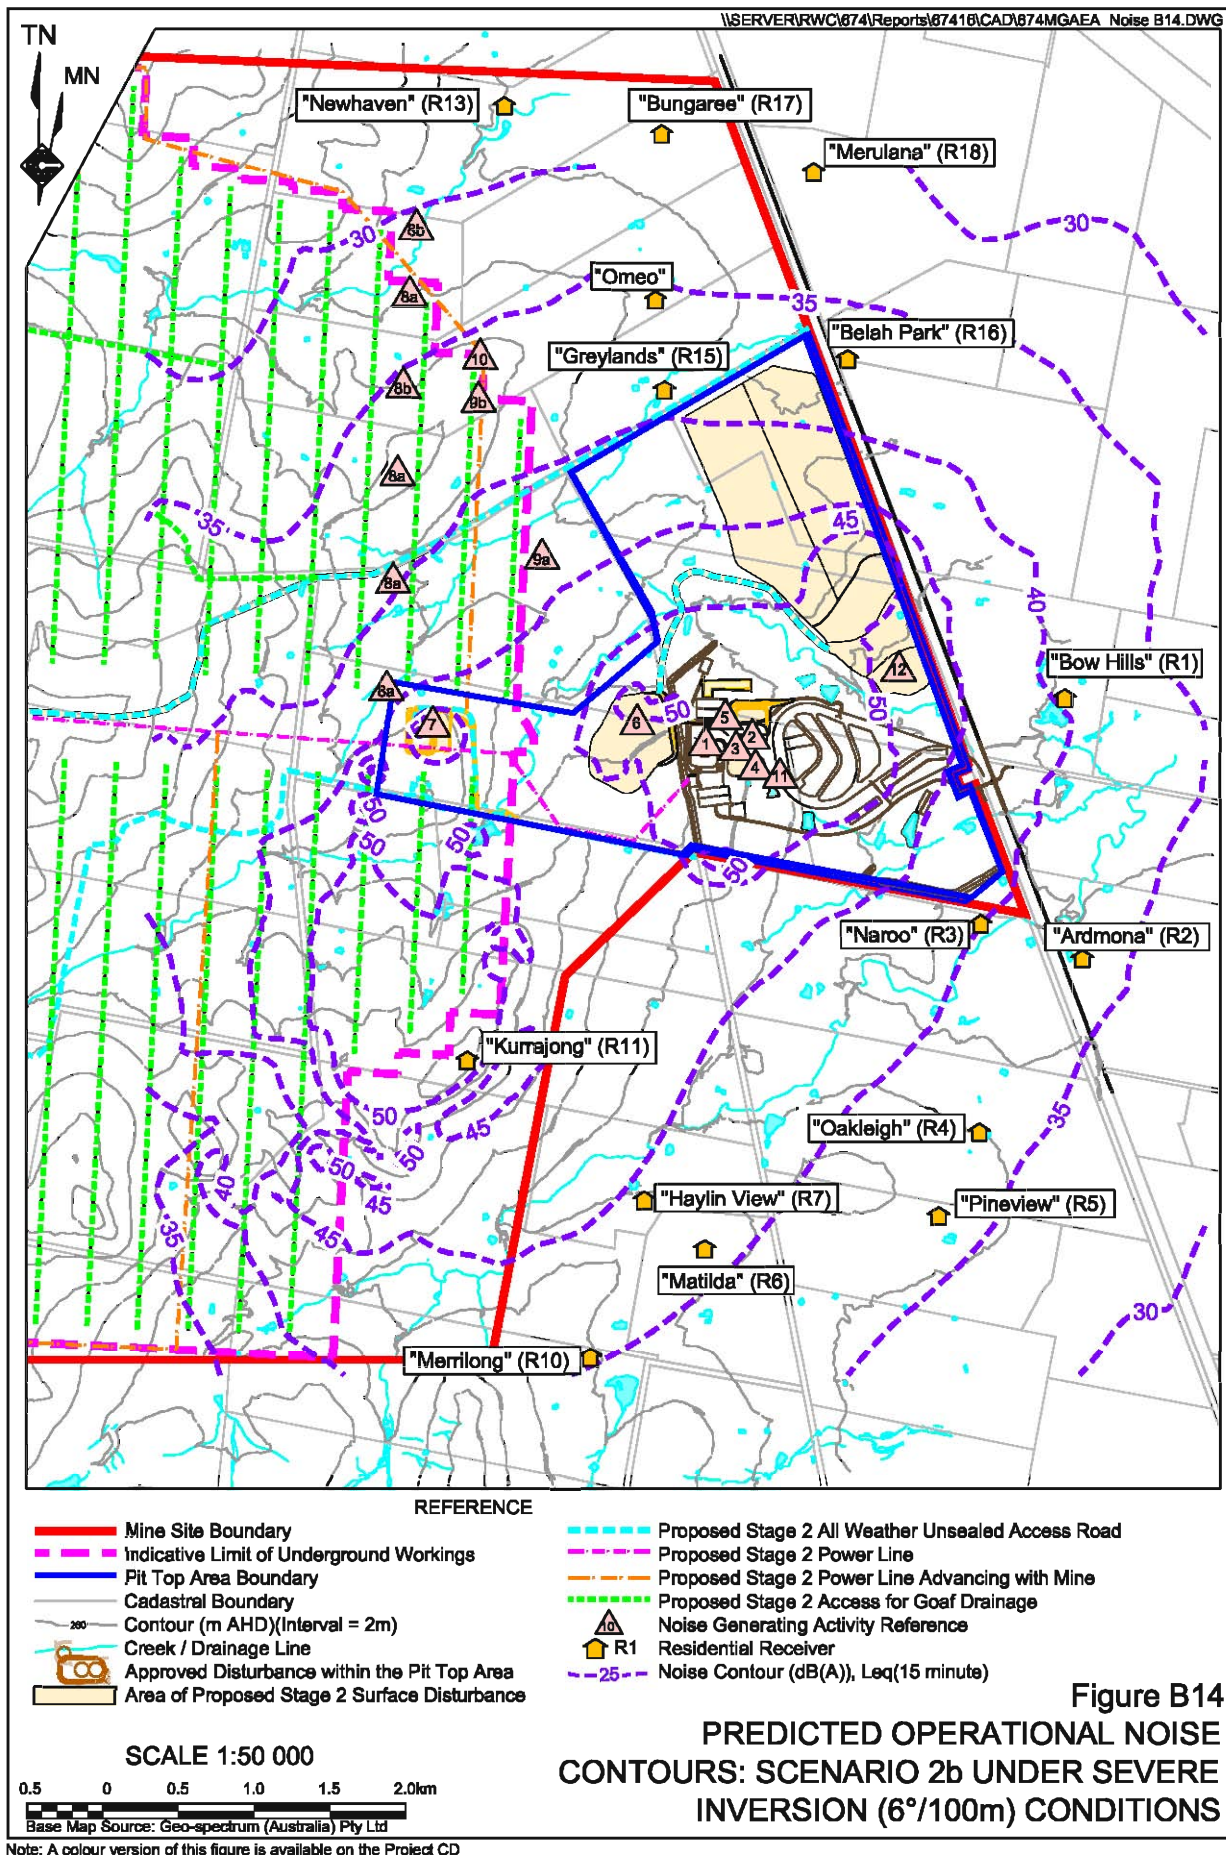 \\SERVER\RWC\674\Reports\67416\CAD\674MGAEA_Noise B14.DWG
TN
MN
"Newhaven" (R13)
"Bungaree" (R17)
"Merulana" (R18)
30
8b
30
"Omeo"
8a
35
"Belah Park" (R16)
"Greylands" (R15)
10
8b
9b
8a
35
45
9a
8a
40
"Bow Hills" (R1)
12
8a
7
6
50
5
50
1
2
3
4
11
50
50
50
50
"Naroo" (R3)
"Ardmona" (R2)
"Kurrajong" (R11)
50
45
35
"Oakleigh" (R4)
50
50
40
45
"Haylin View" (R7)
"Pineview" (R5)
35
45
"Matilda" (R6)
30
"Merrilong" (R10)
REFERENCE
Mine Site Boundary
Indicative Limit of Underground Workings
Pit Top Area Boundary
Cadastral Boundary
260 Contour (m AHD)(Interval = 2m)
Creek / Drainage Line
Approved Disturbance within the Pit Top Area
Area of Proposed Stage 2 Surface Disturbance
Proposed Stage 2 All Weather Unsealed Access Road
Proposed Stage 2 Power Line
Proposed Stage 2 Power Line Advancing with Mine
Proposed Stage 2 Access for Goaf Drainage
10 Noise Generating Activity Reference
R1 Residential Receiver
25 Noise Contour (dB(A)), Leq(15 minute)
SCALE 1:50 000
0.5 0 0.5 1.0 1.5 2.0km
Base Map Source: Geo-spectrum (Australia) Pty Ltd
Figure B14
PREDICTED OPERATIONAL NOISE
CONTOURS: SCENARIO 2b UNDER SEVERE
INVERSION (6°/100m) CONDITIONS
Note: A colour version of this figure is available on the Project CD